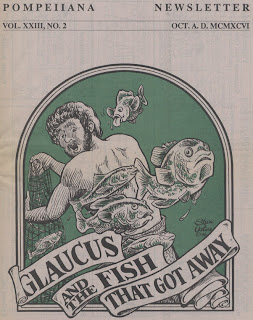 POMPEIIANA NEWSLETTER
VOL. XXIII, NO. 2 OCT. A. D. MCMXCVI
GLAUCUS
AND THE FISH
THAT GOT AWAY